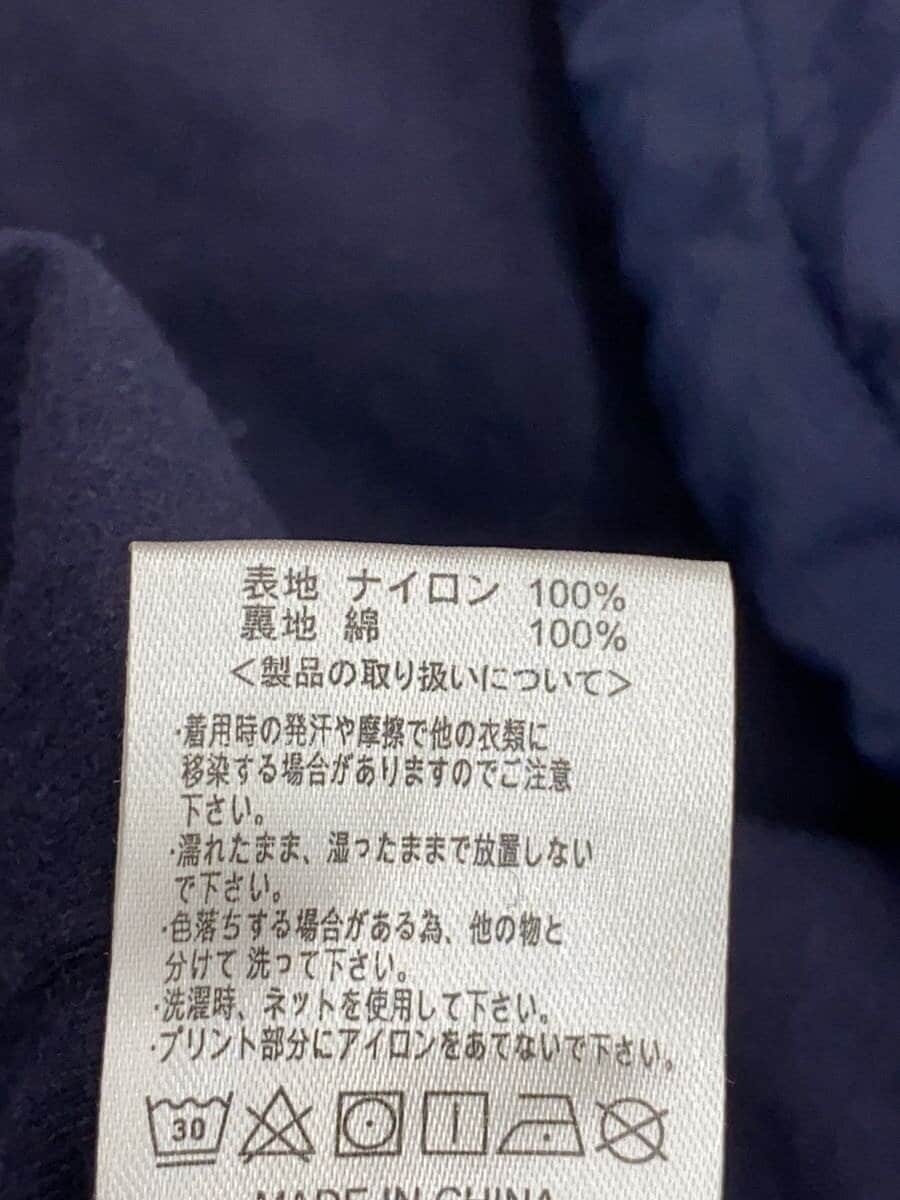 表地 ナイロン 100%
裏地 綿 100%
<製品の取り扱いについて>
·着用時の発汗や摩擦で他の衣類に
移染する場合がありますのでご注意
下さい。
·濡れたまま、湿ったままで放置しない
で下さい。
·色落ちする場合がある為、他の物と
分けて 洗って下さい。
·洗濯時、ネットを使用して下さい。
·プリント部分にアイロンをあてないで下さい。
30
MADE IN CHINA